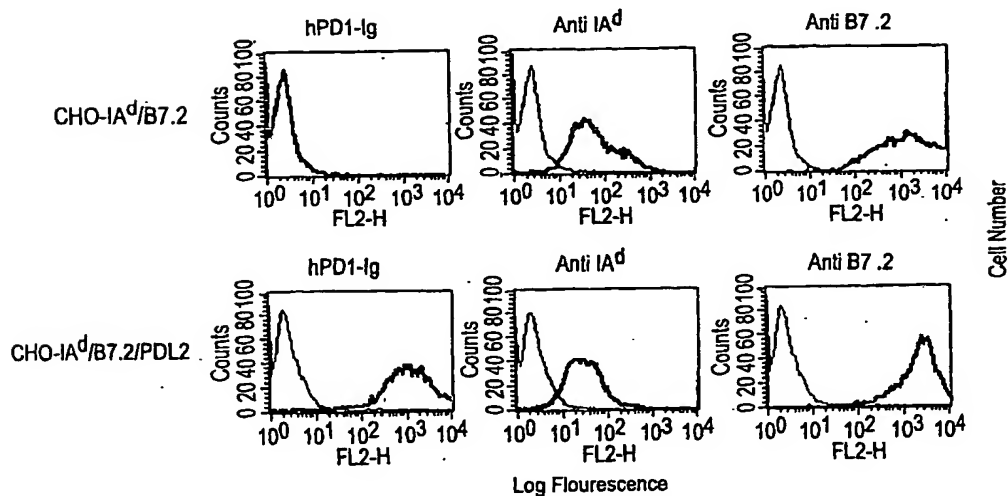 hPD1-Ig
Anti IAd
Anti B7 .2
CHO-IAd/B7.2
Counts
0 20 40 60 80 100
100 101 102 103 104
FL2-H
Counts
0 20 40 60 80 100
100 101 102 103 104
FL2-H
Counts
0 20 40 60 80 100
100 101 102 103 104
FL2-H
Cell Number
hPD1-Ig
Anti IAd
Anti B7 .2
CHO-IAd/B7.2/PDL2
Counts
0 20 40 60 80 100
100 101 102 103 104
FL2-H
Counts
0 20 40 60 80 100
100 101 102 103 104
FL2-H
Counts
0 20 40 60 80 100
100 101 102 103 104
FL2-H
Log Flourescence